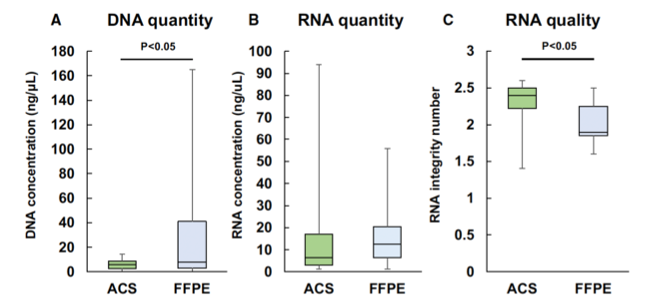 A DNA quantity
DNA concentration (ng/µL)
180
160
140
120
100
80
60
40
20
0
P<0.05
ACS FFPE
B RNA quantity
RNA concentration (ng/uL)
100
90
80
70
60
50
40
30
20
10
0
ACS FFPE
C RNA quality
RNA integrity number
3
2.5
2
1.5
1
0.5
0
P<0.05
ACS FFPE